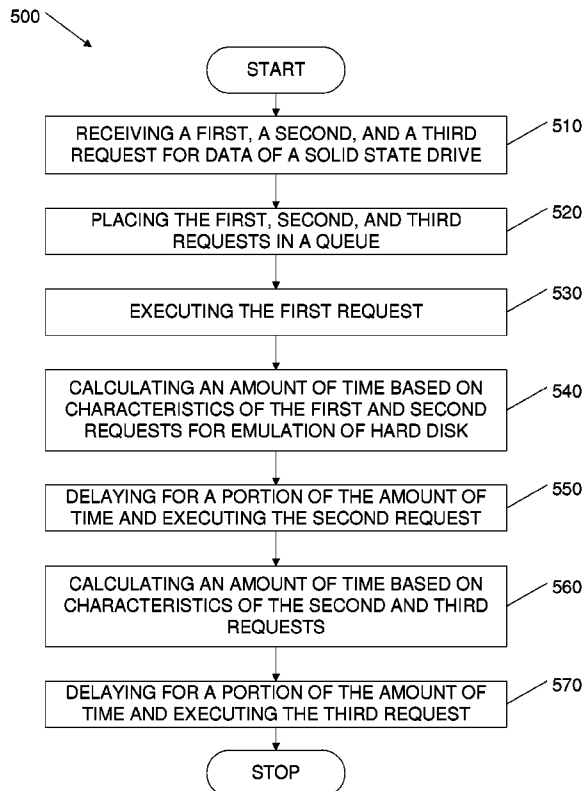 500
START
RECEIVING A FIRST, A SECOND, AND A THIRD
REQUEST FOR DATA OF A SOLID STATE DRIVE
510
PLACING THE FIRST, SECOND, AND THIRD
REQUESTS IN A QUEUE
520
EXECUTING THE FIRST REQUEST
530
CALCULATING AN AMOUNT OF TIME BASED ON
CHARACTERISTICS OF THE FIRST AND SECOND
REQUESTS FOR EMULATION OF HARD DISK
540
DELAYING FOR A PORTION OF THE AMOUNT OF
TIME AND EXECUTING THE SECOND REQUEST
550
CALCULATING AN AMOUNT OF TIME BASED ON
CHARACTERISTICS OF THE SECOND AND THIRD
REQUESTS
560
DELAYING FOR A PORTION OF THE AMOUNT OF
TIME AND EXECUTING THE THIRD REQUEST
570
STOP